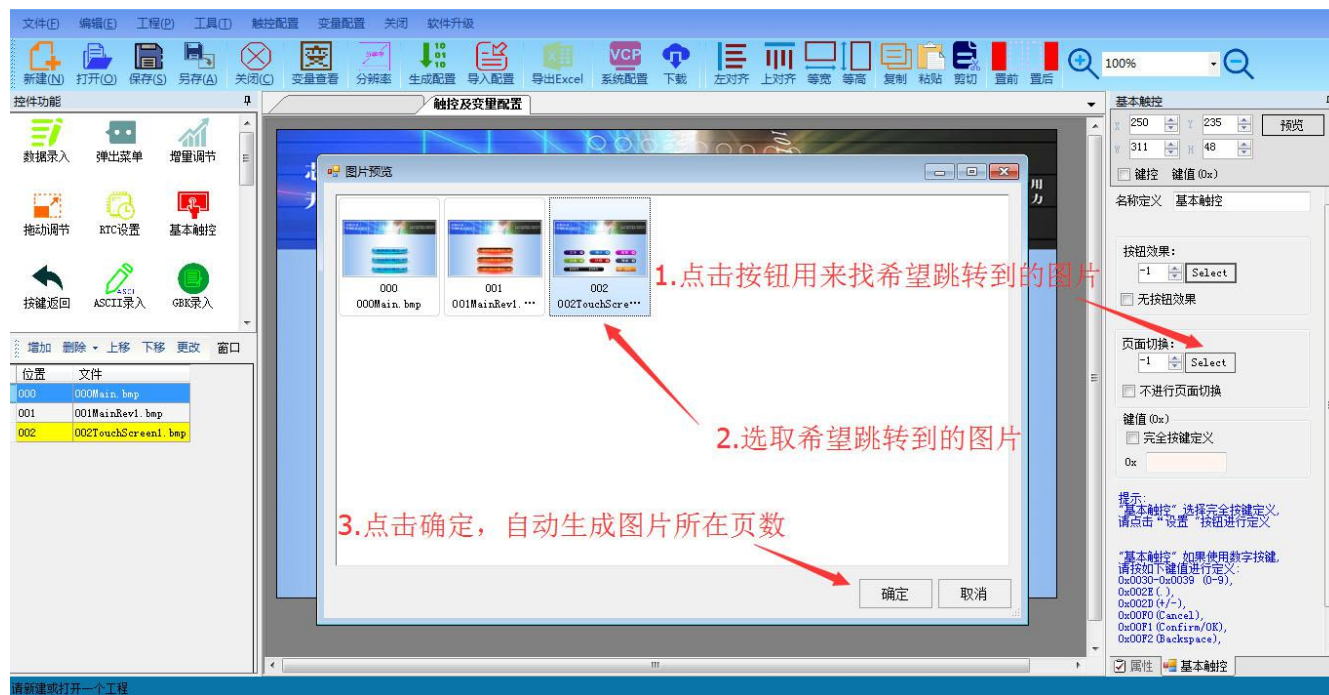 文件(F) 编辑(E) 工程(P) 工具(T) 触控配置 变量配置 关闭 软件升级
新建(N) 打开(O) 保存(S) 另存(A) 关闭(C) 变量查看 分辨率 生成配置 导入配置 导出Excel 系统配置 下载 左对齐 上对齐 等宽 等高 复制 粘贴 剪切 置前 置后 100%
控件功能
触控及变量配置
数据录入 弹出菜单 增量调节
拖动调节 RTC设置 基本触控
按键返回 ASCII录入 GBK录入
增加 删除 上移 下移 更改 窗口
位置 文件
000 000Main.bmp
001 001MainRev1.bmp
002 002TouchScreen1.bmp
图片预览
000
000Main.bmp
001
001MainRev1.···
002
002TouchScre···
1.点击按钮用来找希望跳转到的图片
2.选取希望跳转到的图片
3.点击确定，自动生成图片所在页数
确定 取消
基本触控
X 250 Y 235 预览
W 311 H 48
键控 键值(0x)
名称定义 基本触控
按钮效果:
-1 Select
无按钮效果
页面切换:
-1 Select
不进行页面切换
键值(0x)
完全按键定义
0x
提示:
"基本触控" 选择完全按键定义,
请点击"设置"按钮进行定义
"基本触控" 如果使用数字按键,
请按如下键值进行定义:
0x0030-0x0039 (0-9),
0x002E(.),
0x002D(+/-),
0x00F0(Cancel),
0x00F1(Confirm/OK),
0x00F2(Backspace),
属性 基本触控
请新建或打开一个工程